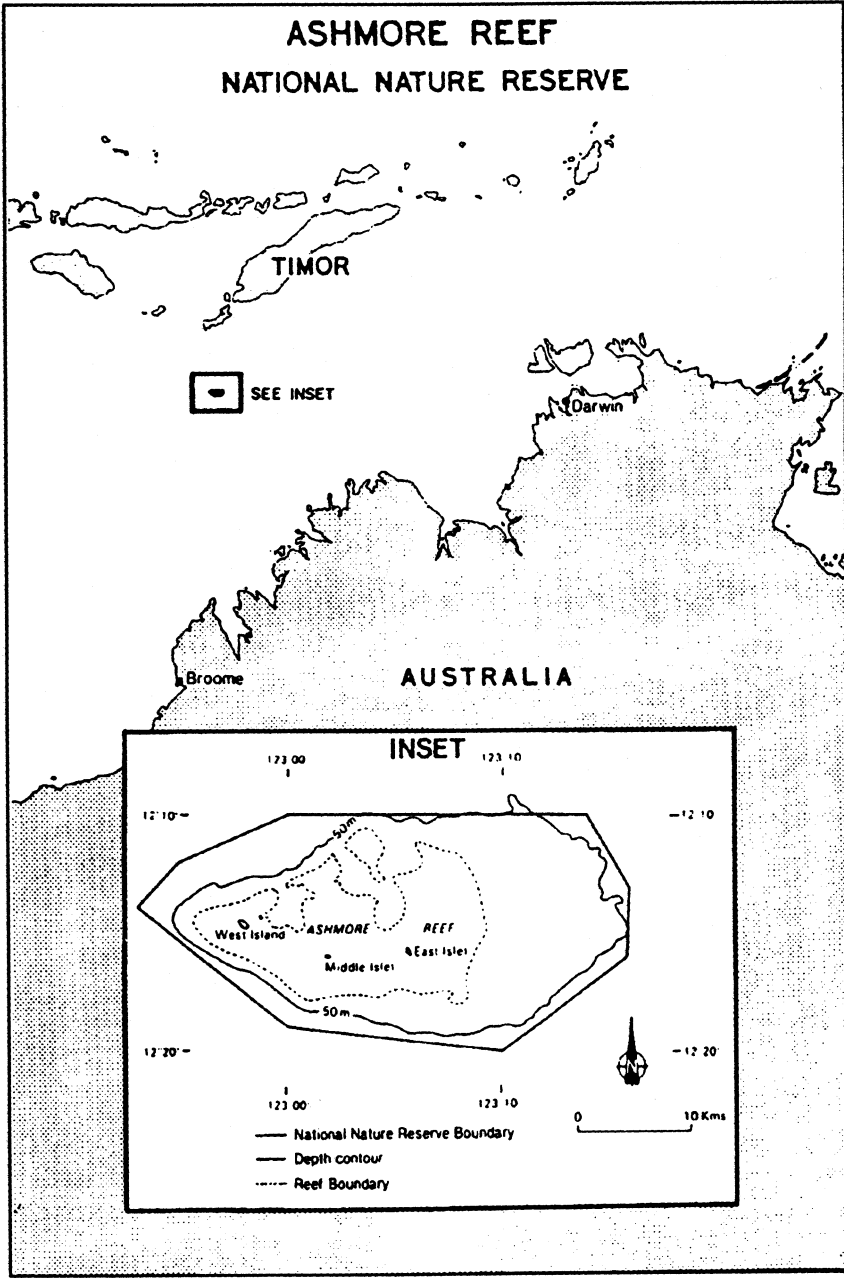 ASHMORE REEF
NATIONAL NATURE RESERVE
TIMOR
SEE INSET
Darwin
Broome
AUSTRALIA
INSET
123 00 123 10
12°10' 12 10
50m
West Island
ASHMORE REEF
East Islet
Middle Islet
50m
12°20' 12 20'
N
123 00 123 10
0 10 Kms
National Nature Reserve Boundary
Depth contour
Reef Boundary